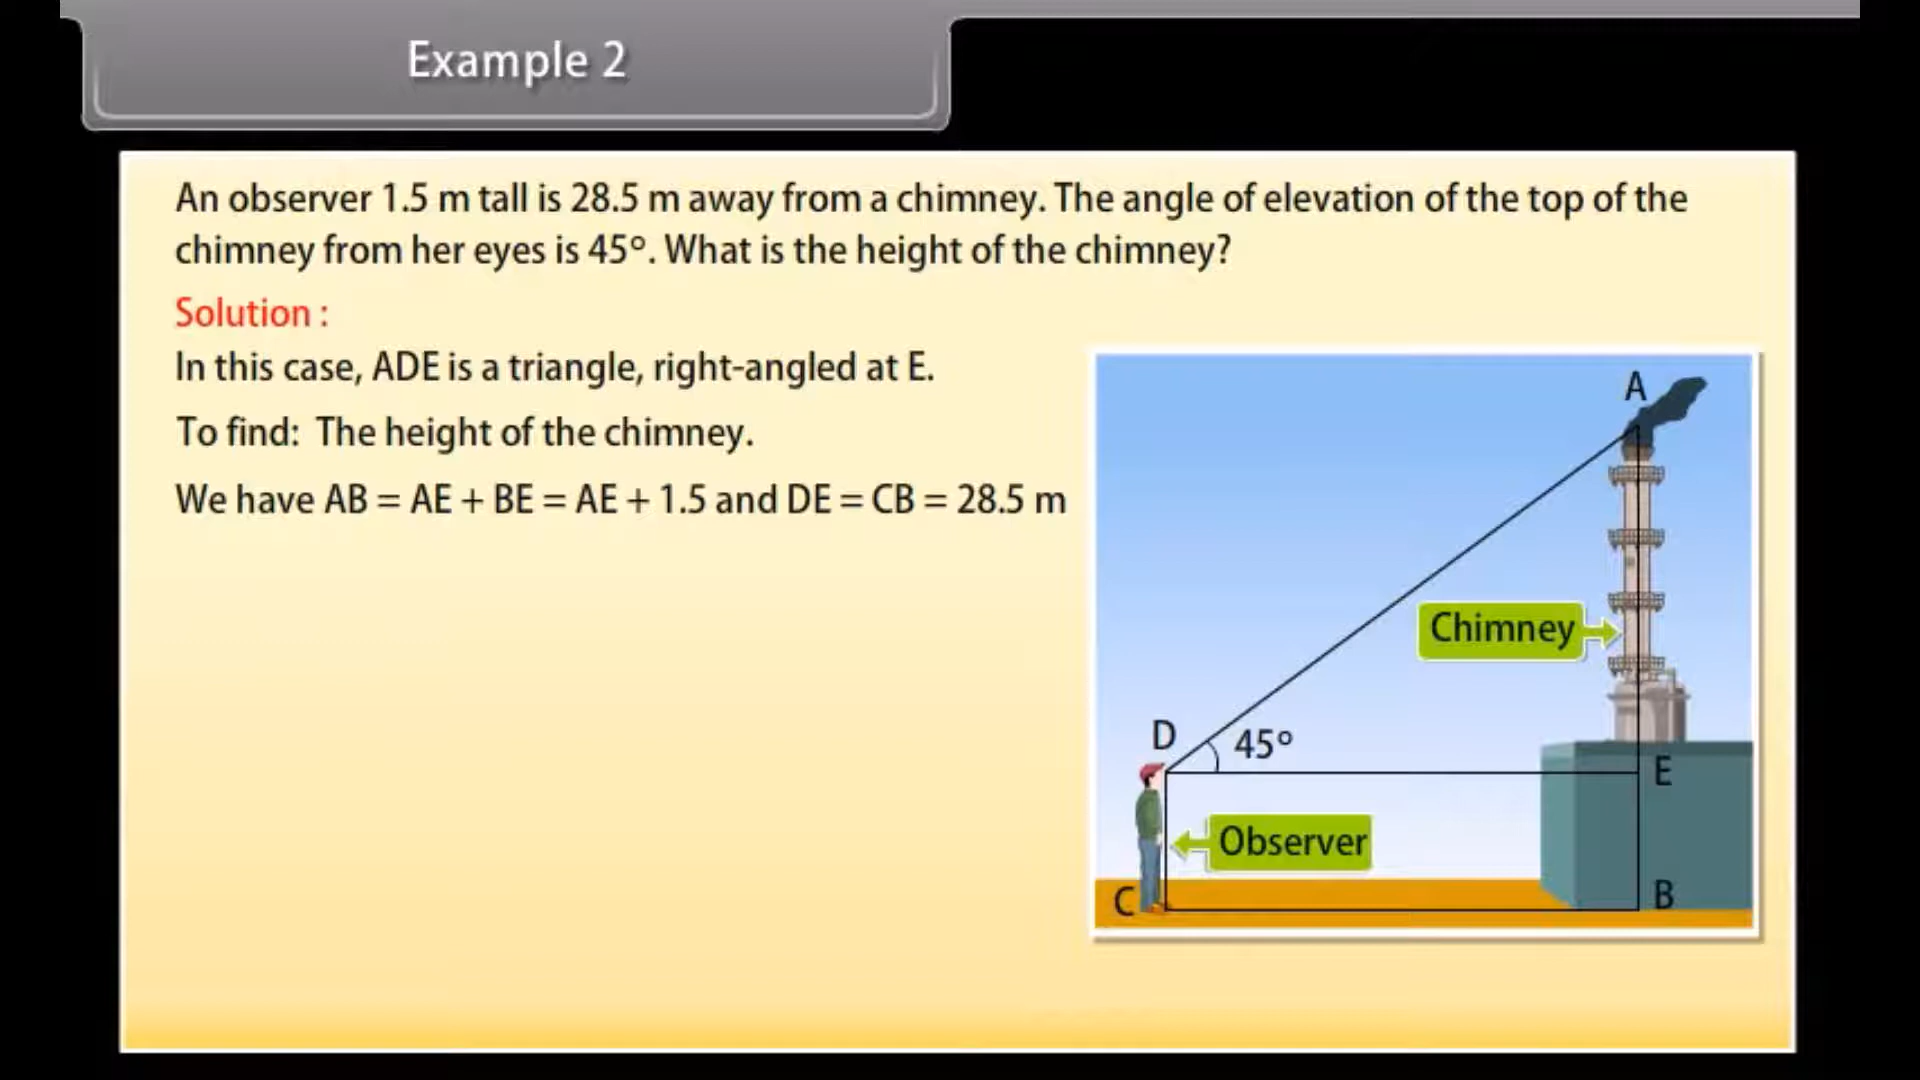 Example 2
An observer 1.5 m tall is 28.5 m away from a chimney. The angle of elevation of the top of the
chimney from her eyes is 45º. What is the height of the chimney?
Solution :
In this case, ADE is a triangle, right-angled at E.
To find: The height of the chimney.
We have AB = AE + BE = AE + 1.5 and DE = CB = 28.5 m
A
Chimney
D
45º
E
Observer
C
B